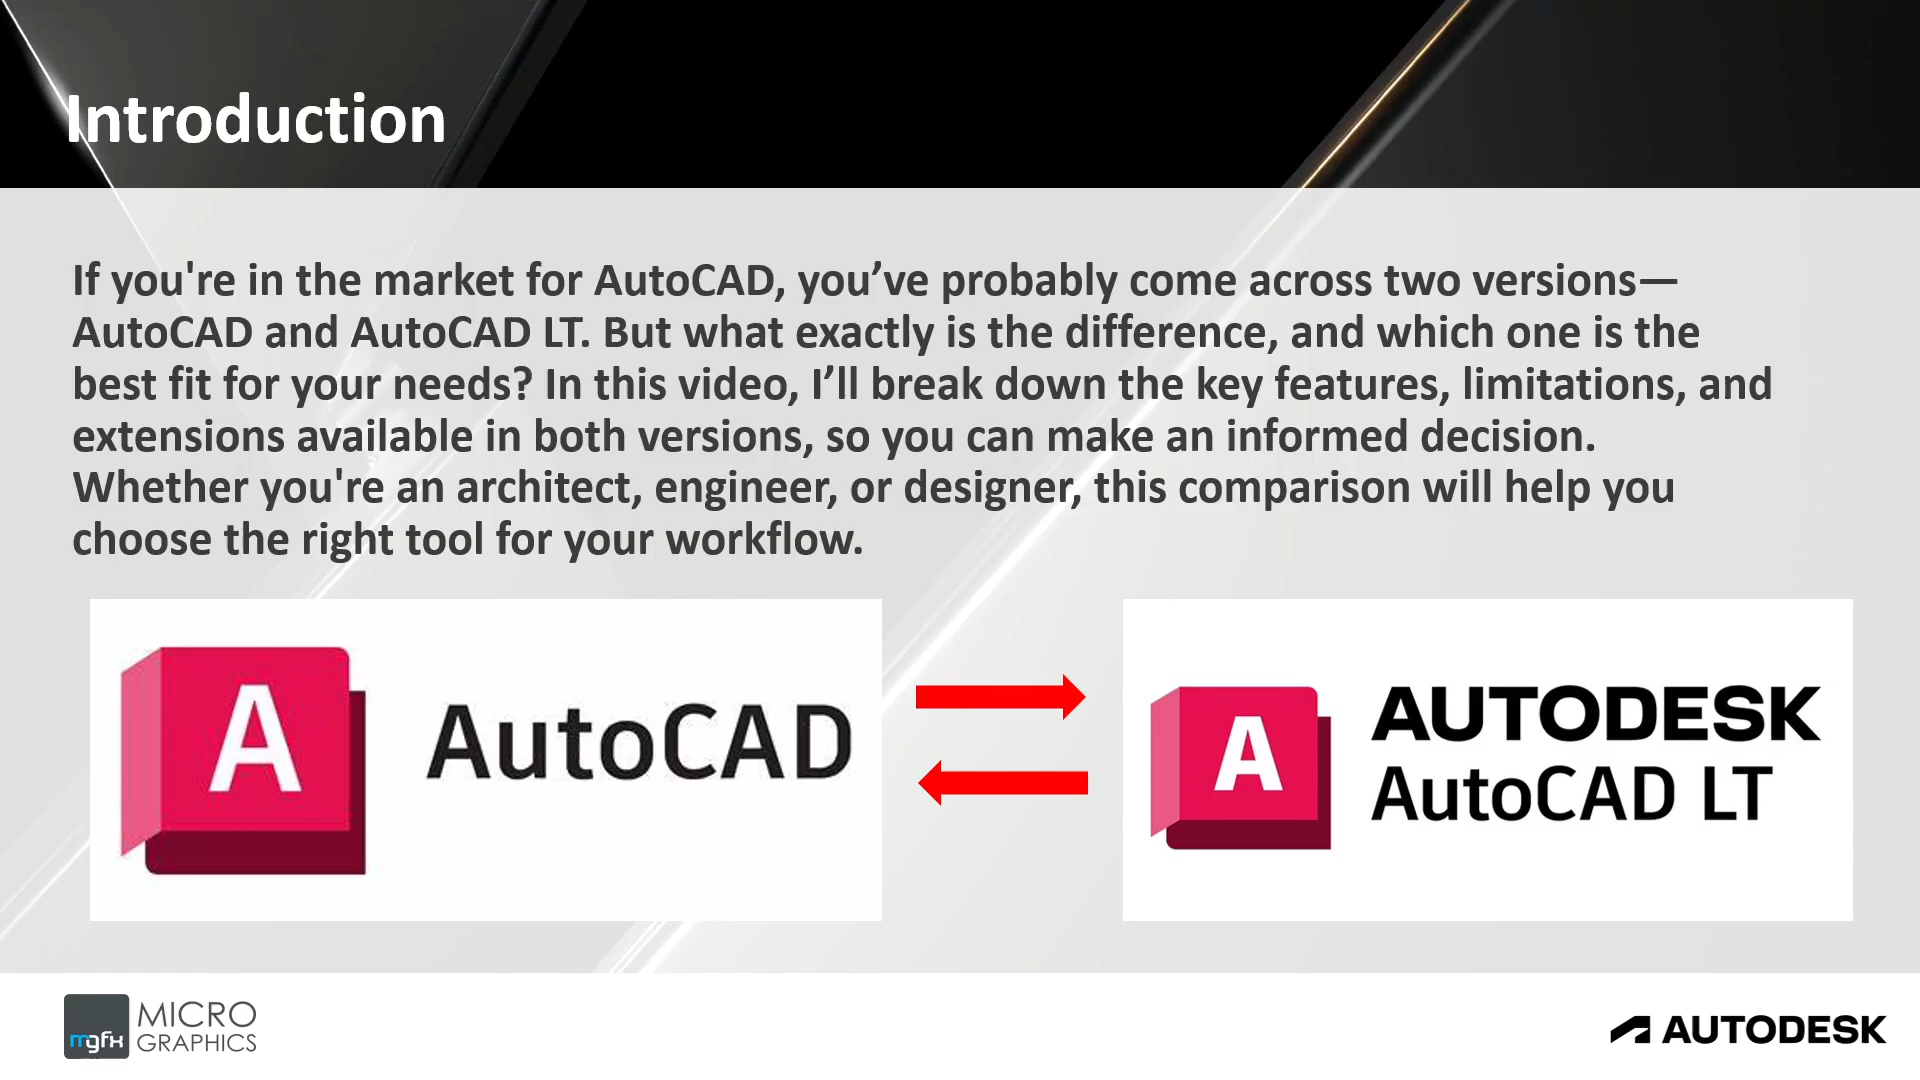 Introduction
If you're in the market for AutoCAD, you’ve probably come across two versions—
AutoCAD and AutoCAD LT. But what exactly is the difference, and which one is the
best fit for your needs? In this video, I’ll break down the key features, limitations, and
extensions available in both versions, so you can make an informed decision.
Whether you're an architect, engineer, or designer, this comparison will help you
choose the right tool for your workflow.
A AutoCAD
A AUTODESK
AutoCAD LT
mgfx MICRO
GRAPHICS
AUTODESK